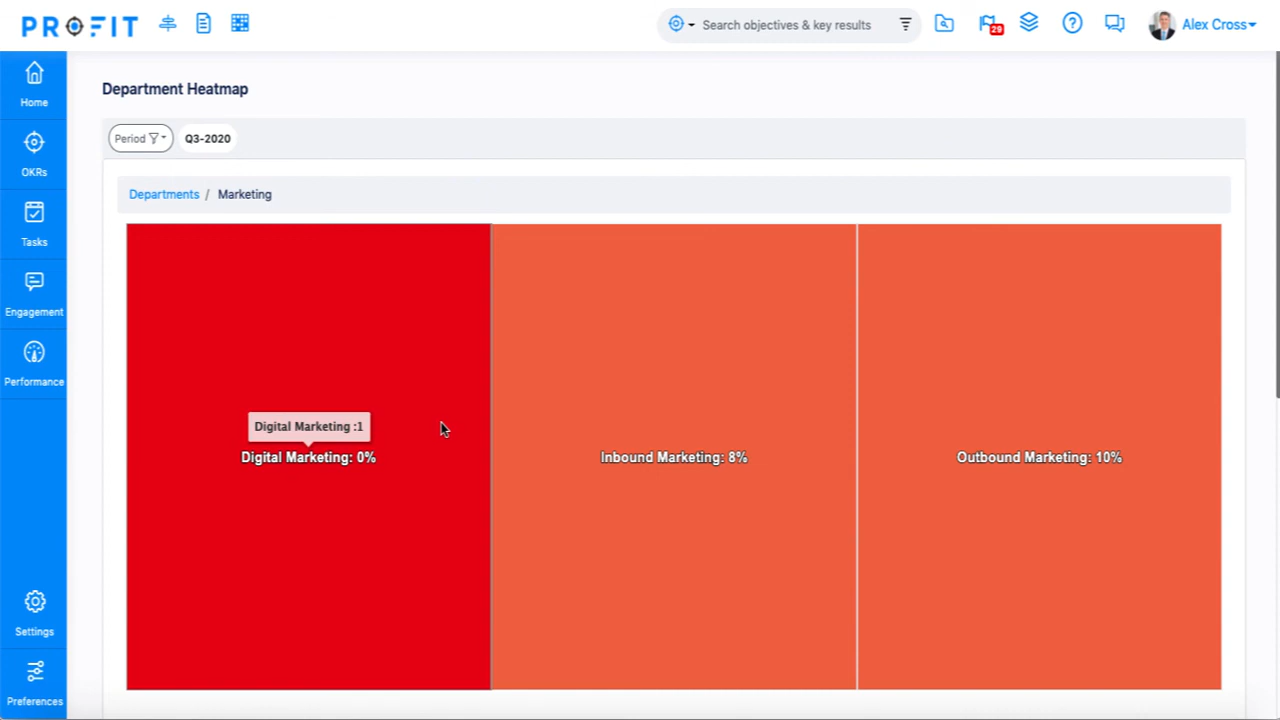 PROFIT
Search objectives & key results
29
Alex Cross
Home
OKRs
Tasks
Engagement
Performance
Settings
Preferences
Department Heatmap
Period
Q3-2020
Departments / Marketing
Digital Marketing :1
Digital Marketing: 0%
Inbound Marketing: 8%
Outbound Marketing: 10%